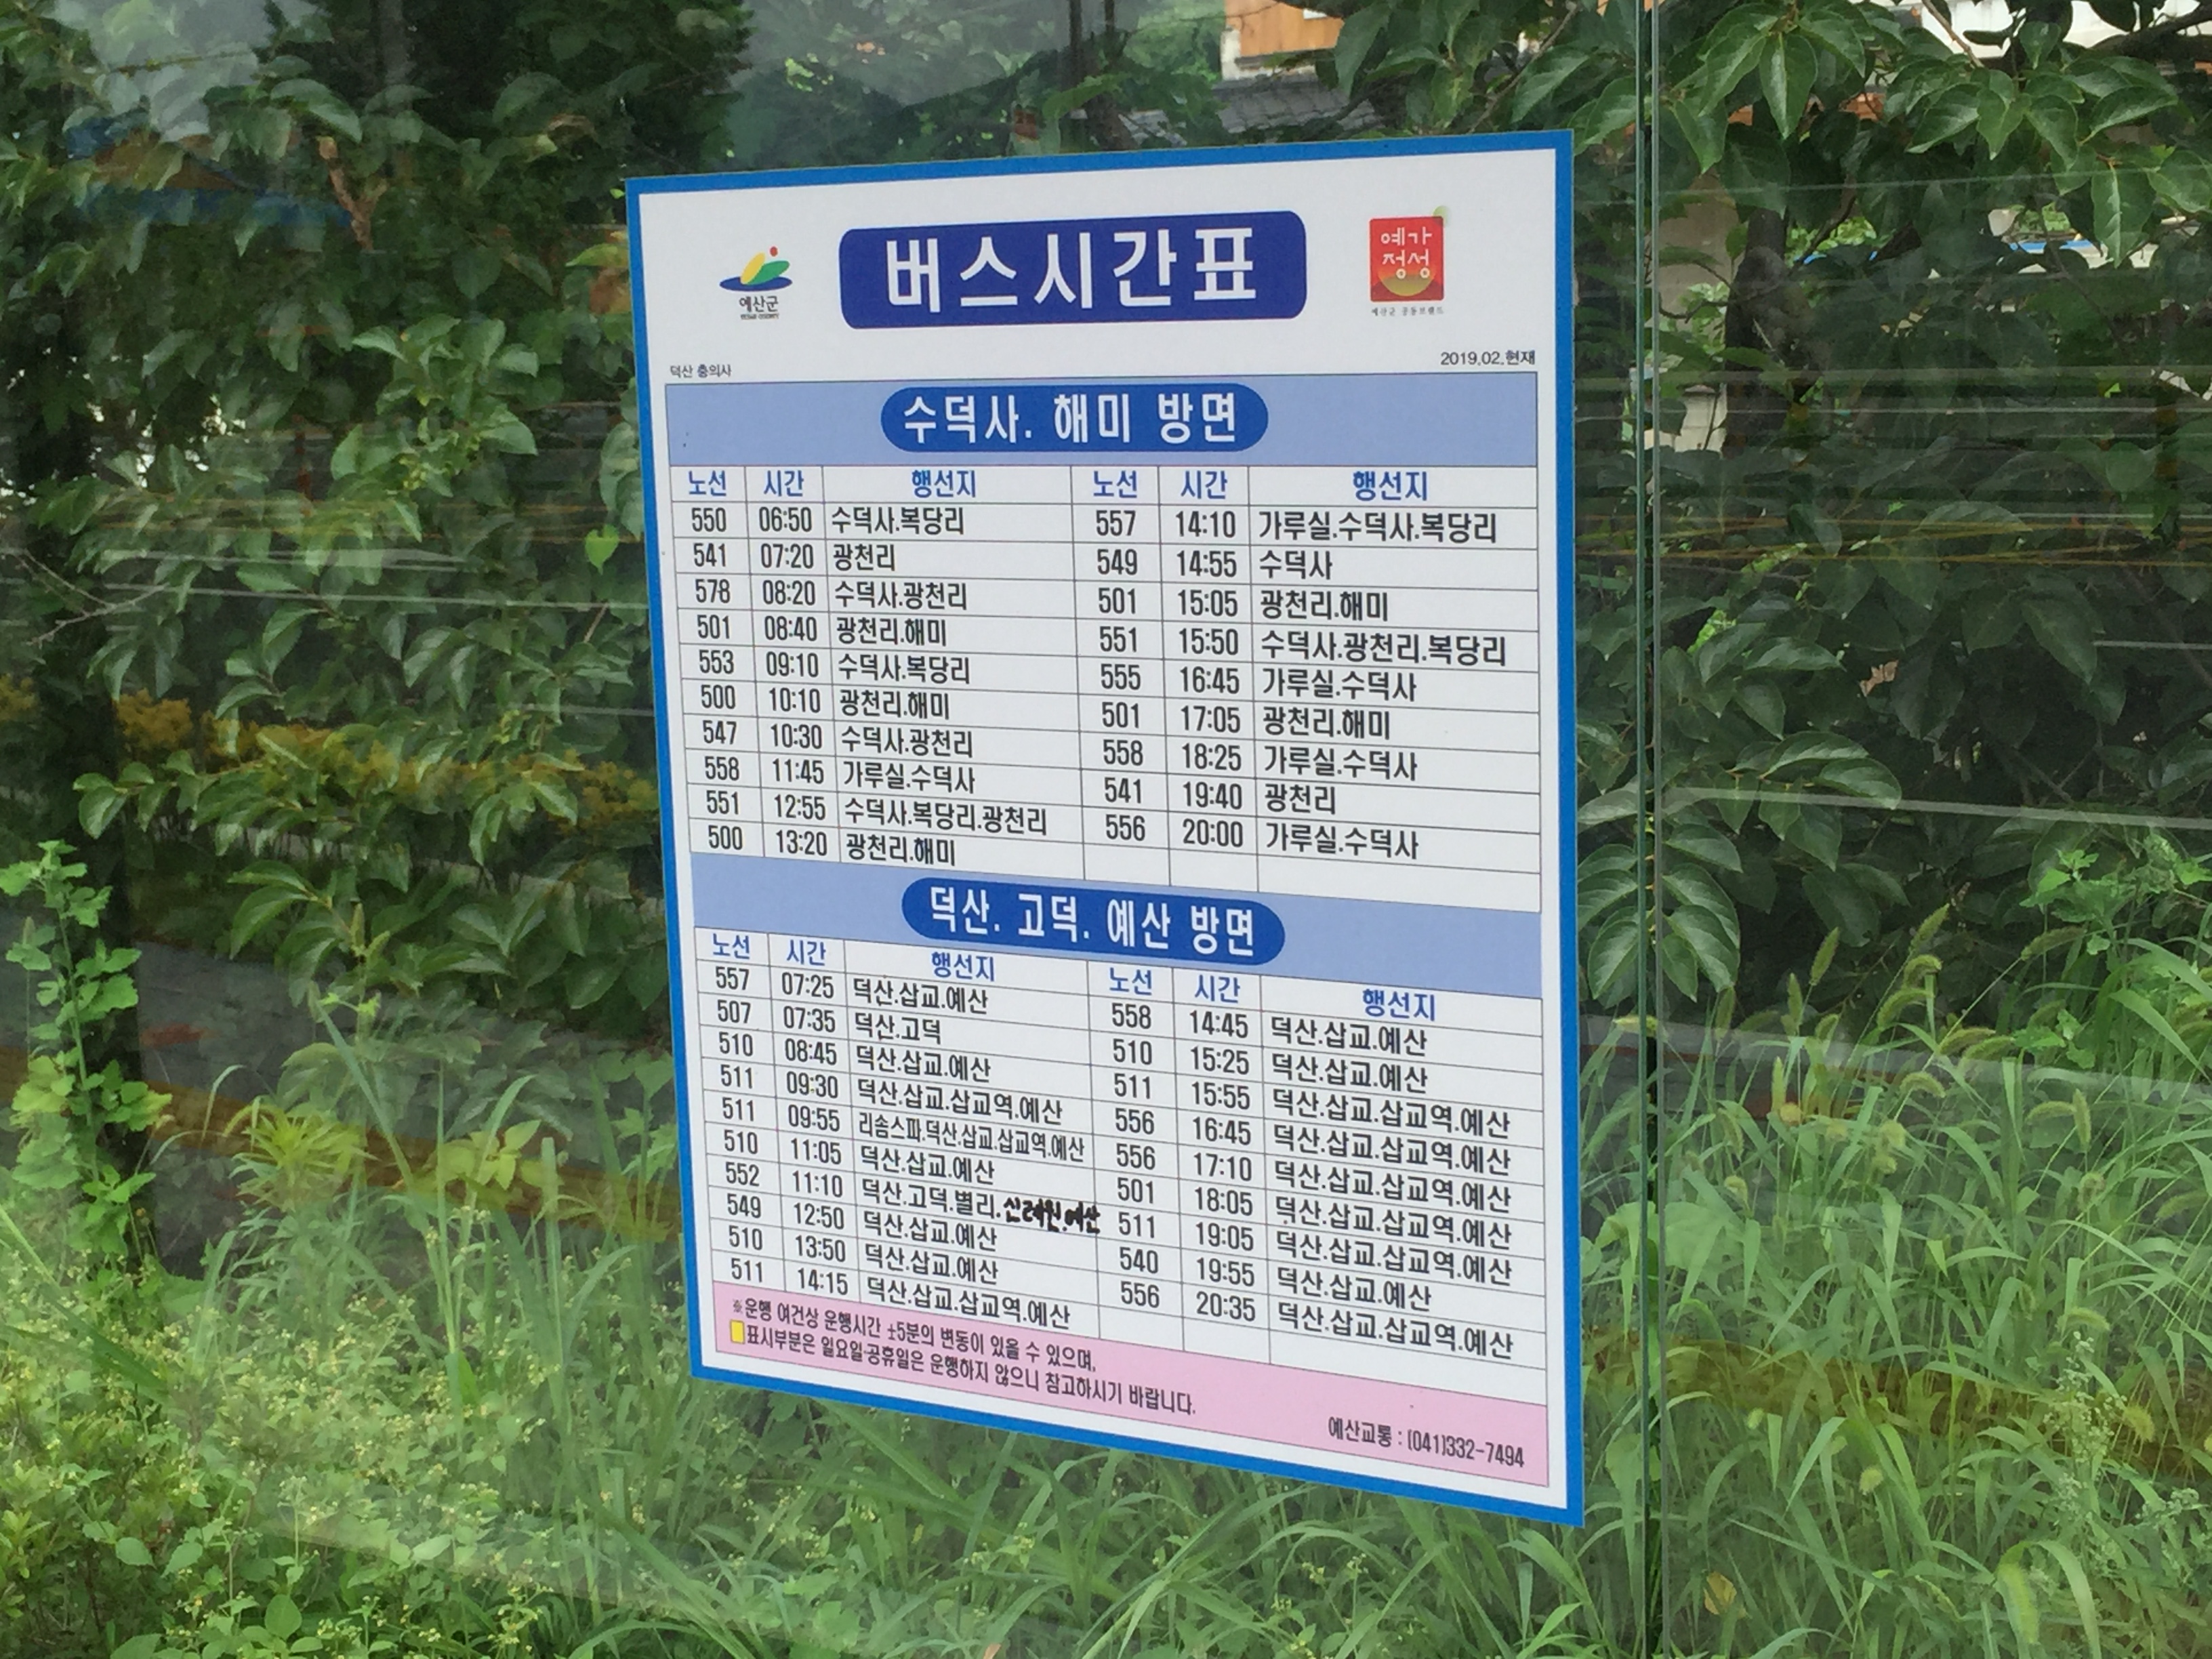 예산군
버스시간표
예가
정성
예산군 공동브랜드
덕산 충의사
2019.02.현재
수덕사. 해미 방면
노선 시간 행선지 노선 시간 행선지
550 06:50 수덕사.복당리 557 14:10 가루실.수덕사.복당리
541 07:20 광천리 549 14:55 수덕사
578 08:20 수덕사.광천리 501 15:05 광천리.해미
501 08:40 광천리.해미 551 15:50 수덕사.광천리.복당리
553 09:10 수덕사.복당리 555 16:45 가루실.수덕사
500 10:10 광천리.해미 501 17:05 광천리.해미
547 10:30 수덕사.광천리 558 18:25 가루실.수덕사
558 11:45 가루실.수덕사 541 19:40 광천리
551 12:55 수덕사.복당리.광천리 556 20:00 가루실.수덕사
500 13:20 광천리.해미
덕산. 고덕. 예산 방면
노선 시간 행선지 노선 시간 행선지
557 07:25 덕산.삽교.예산 558 14:45 덕산.삽교.예산
507 07:35 덕산.고덕 510 15:25 덕산.삽교.예산
510 08:45 덕산.삽교.예산 511 15:55 덕산.삽교.삽교역.예산
511 09:30 덕산.삽교.삽교역.예산 556 16:45 덕산.삽교.삽교역.예산
511 09:55 리솜스파.덕산.삽교.삽교역.예산 556 17:10 덕산.삽교.삽교역.예산
510 11:05 덕산.삽교.예산 501 18:05 덕산.삽교.삽교역.예산
552 11:10 덕산.고덕.별리.신례원.예산 511 19:05 덕산.삽교.삽교역.예산
549 12:50 덕산.삽교.예산 540 19:55 덕산.삽교.예산
510 13:50 덕산.삽교.예산 556 20:35 덕산.삽교.삽교역.예산
511 14:15 덕산.삽교.삽교역.예산
※운행 여건상 운행시간 ±5분의 변동이 있을 수 있으며,
표시부분은 일요일·공휴일은 운행하지 않으니 참고하시기 바랍니다.
예산교통 : (041)332-7494